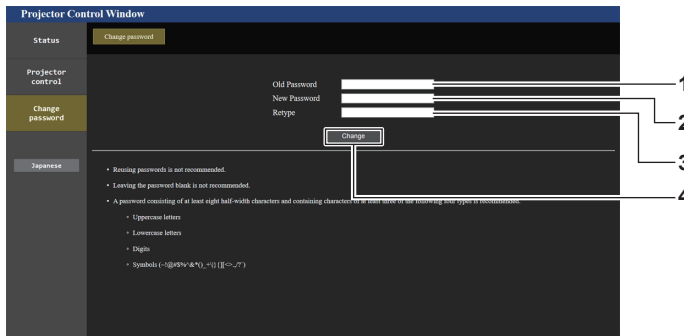 Projector Control Window
Status
Change password
Projector
control
Change
password
Japanese
Old Password
New Password
Retype
Change
1
2
3
4
• Reusing passwords is not recommended.
• Leaving the password blank is not recommended.
• A password consisting of at least eight half-width characters and containing characters of at least three of the following four types is recommended.
• Uppercase letters
• Lowercase letters
• Digits
• Symbols